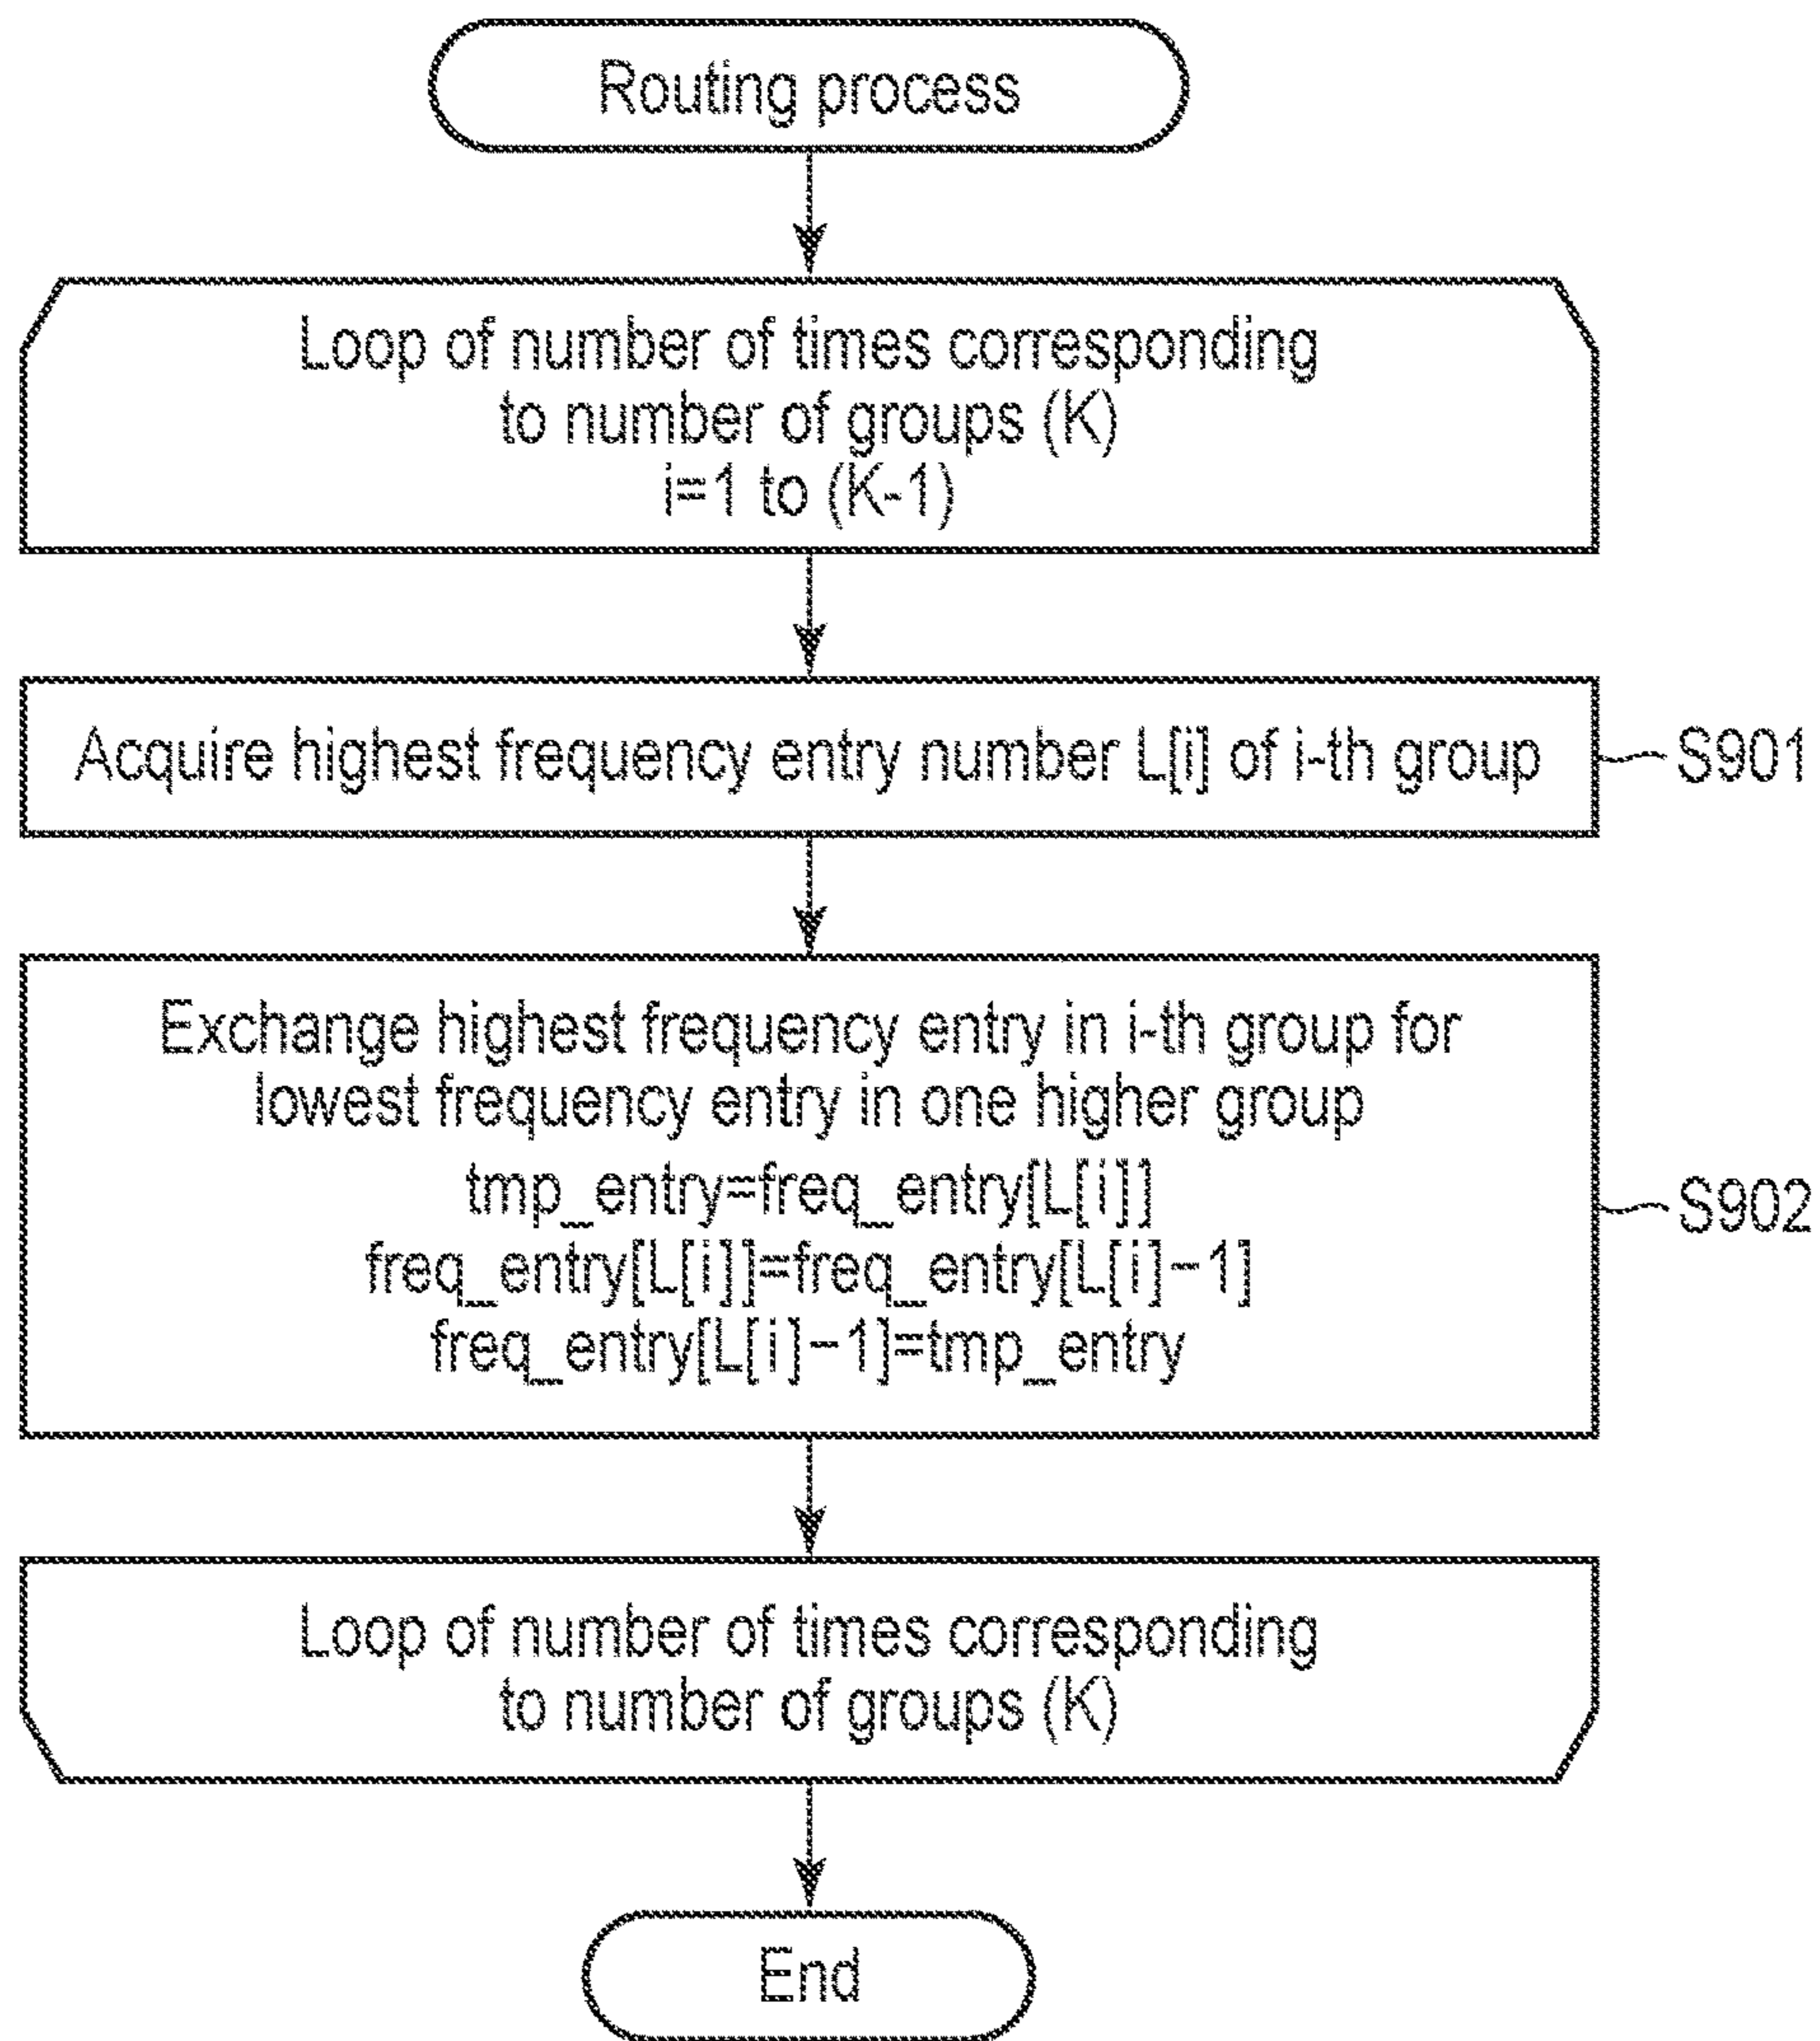 Routing process
Loop of number of times corresponding
to number of groups (K)
i=1 to (K-1)
Acquire highest frequency entry number L[i] of i-th group
S901
Exchange highest frequency entry in i-th group for
lowest frequency entry in one higher group
tmp_entry=freq_entry[L[i]]
freq_entry[L[i]]=freq_entry[L[i]−1]
freq_entry[L[i]−1]=tmp_entry
S902
Loop of number of times corresponding
to number of groups (K)
End